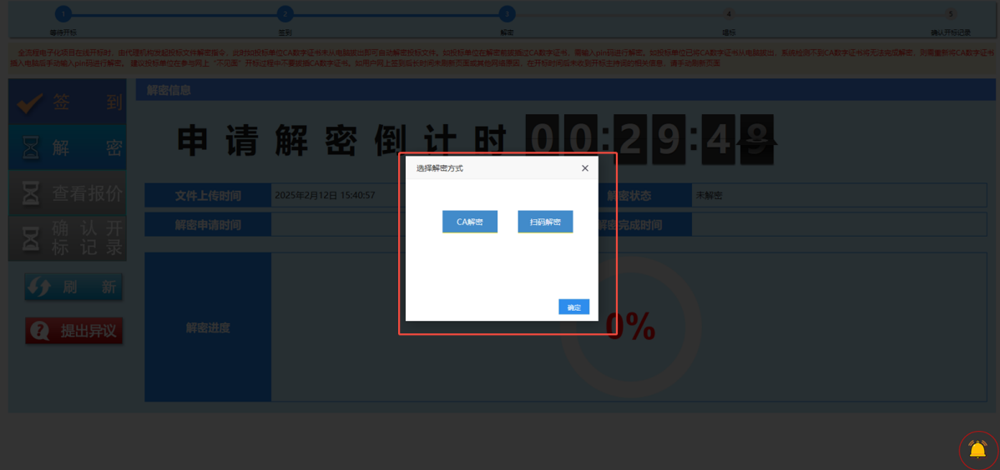 1 2 3 4 5
等待开标 签到 解密 唱标 确认开标记录
全流程电子化项目在线开标时，由代理机构发起投标文件解密指令，此时如投标单位CA数字证书未从电脑拔出即可自动解密投标文件。如投标单位在解密前拔插过CA数字证书，需输入pin码进行解密。如投标单位已将CA数字证书从电脑拔出，系统检测不到CA数字证书将无法完成解密，则需重新将CA数字证书
插入电脑后手动输入pin码进行解密。 建议投标单位在参与网上“不见面”开标过程中不要拔插CA数字证书。如用户网上签到后长时间未刷新页面或其他网络原因，在开标时间后未收到开标主持间的相关信息，请手动刷新页面
签 到
解 密
查看报价
确 认 开
标 记 录
刷 新
提出异议
解密信息
申请解密倒计时 00:29:4
选择解密方式
CA解密 扫码解密
确定
文件上传时间 2025年2月12日 15:40:57 解密状态 未解密
解密申请时间 解密完成时间
解密进度 0%